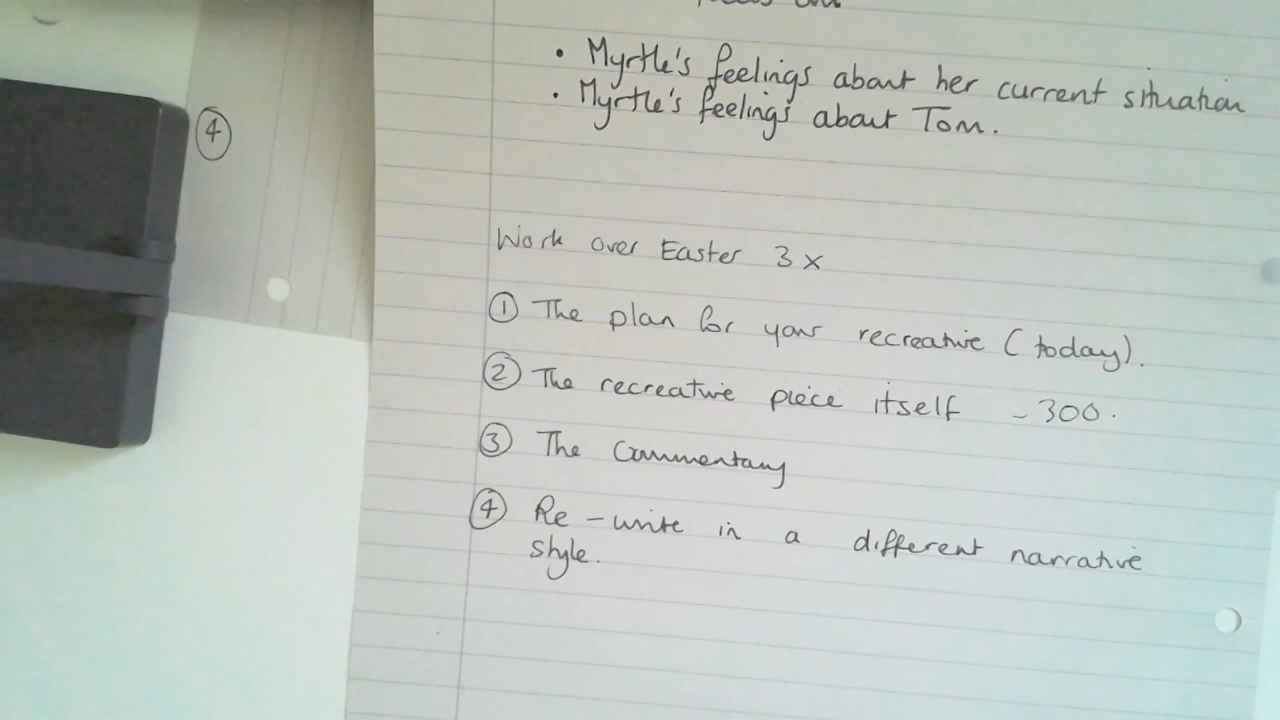 • Myrtle's feelings about her current situation
• Myrtle's feelings about Tom.
④
Work over Easter 3x
① The plan for your recreative (today).
② The recreative piece itself - 300.
③ The Commentary
④ Re-write in a different narrative
style.